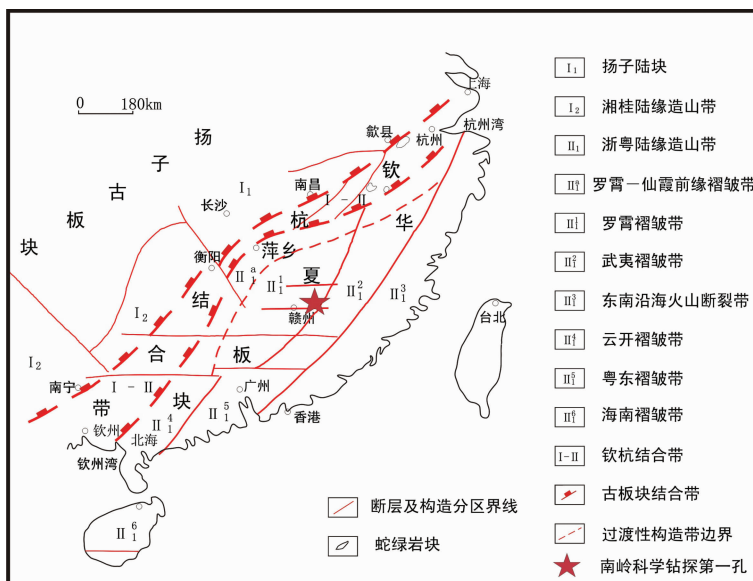 0 180km
上海
杭州湾
歙县
杭州
扬
子
古
板
块
I₁
南昌
长沙
钦
I-II
杭
华
萍乡
衡阳
II₁ᵃ
II₁¹
夏
II₁²
II₁³
结
赣州
I₂
台北
合
板
I₂
南宁
I-II
带
块
广州
II₁⁵
香港
II₁⁴
钦州
北海
钦州湾
II₁⁶
I₁ 扬子陆块
I₂ 湘桂陆缘造山带
II₁ 浙粤陆缘造山带
罗霄—仙霞前缘褶皱带
II₁¹ 罗霄褶皱带
II₁² 武夷褶皱带
II₁³ 东南沿海火山断裂带
II₁⁴ 云开褶皱带
II₁⁵ 粤东褶皱带
II₁⁶ 海南褶皱带
I-II 钦杭结合带
古板块结合带
过渡性构造带边界
南岭科学钻探第一孔
断层及构造分区界线
蛇绿岩块